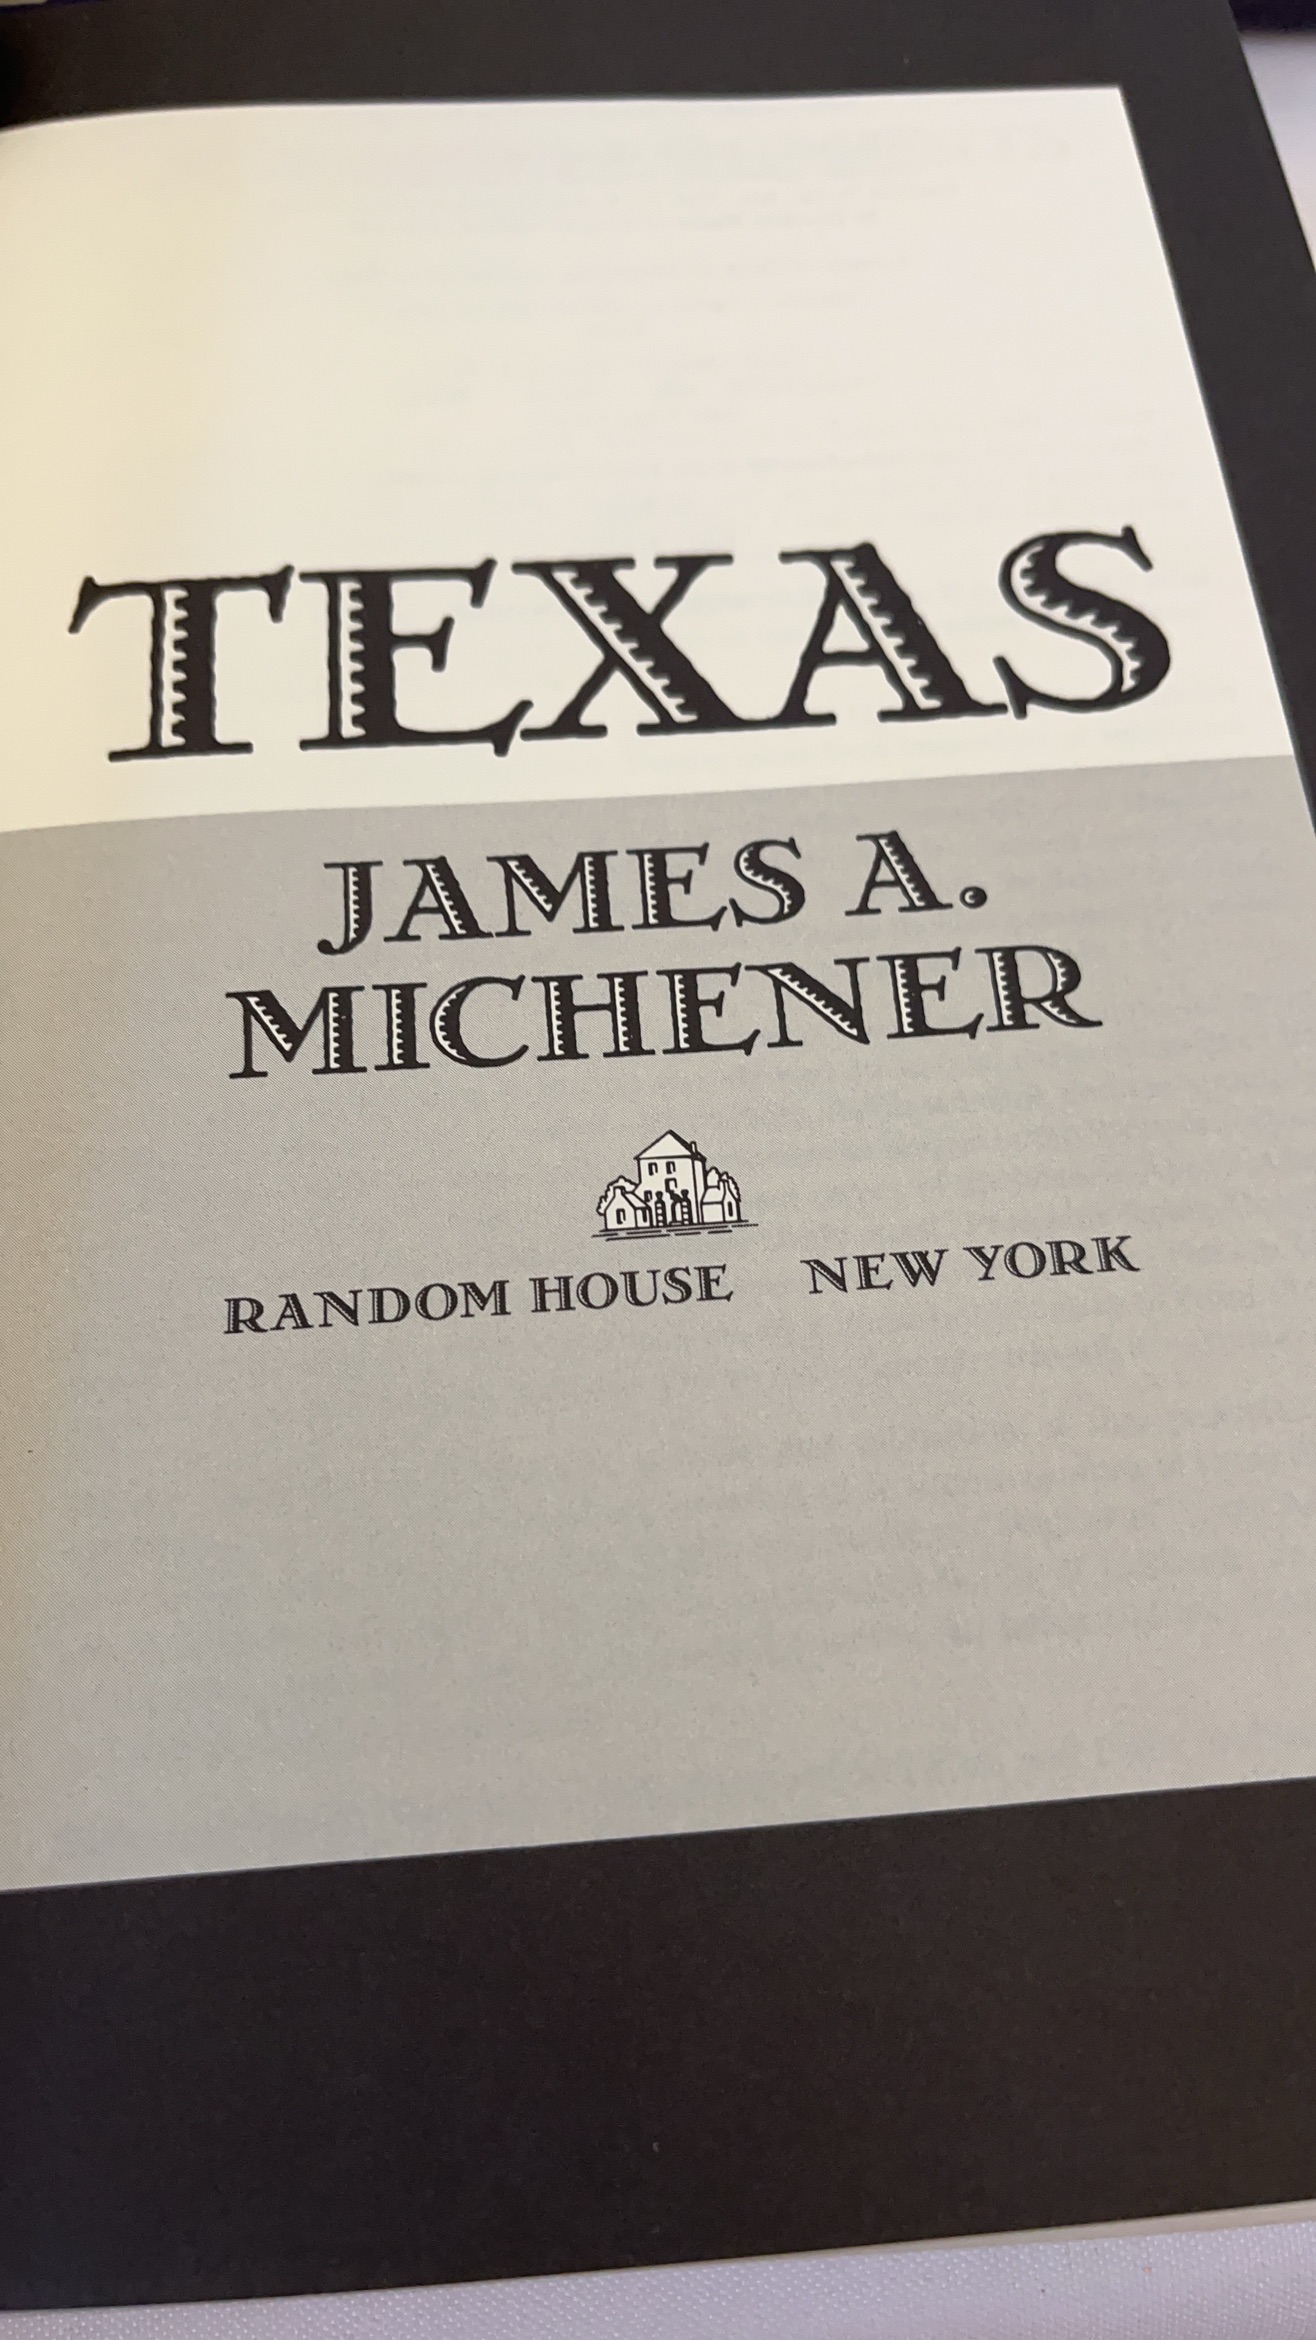 TEXAS
JAMES A.
MICHENER
RANDOM HOUSE NEW YORK